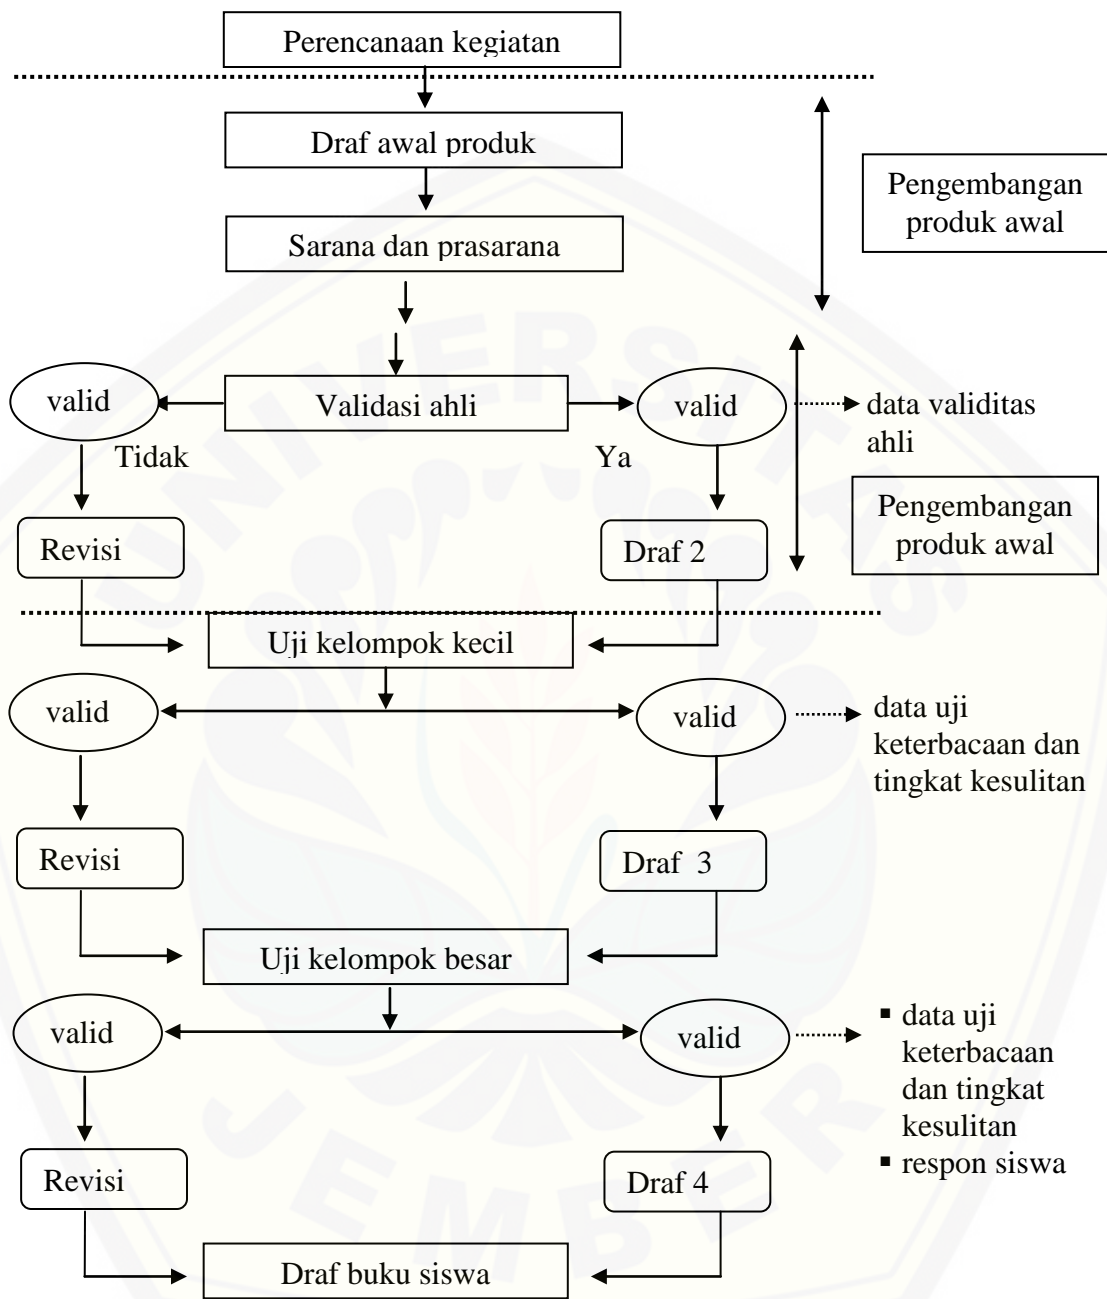 Perencanaan kegiatan
Draf awal produk
Pengembangan
produk awal
Sarana dan prasarana
valid
Validasi ahli
valid
data validitas
ahli
Tidak
Ya
Pengembangan
produk awal
Revisi
Draf 2
Uji kelompok kecil
valid
valid
data uji
keterbacaan dan
tingkat kesulitan
Revisi
Draf  3
Uji kelompok besar
valid
valid
▪ data uji
keterbacaan
dan tingkat
kesulitan
▪ respon siswa
Revisi
Draf 4
Draf buku siswa
UNIVERSITAS
JEMBER